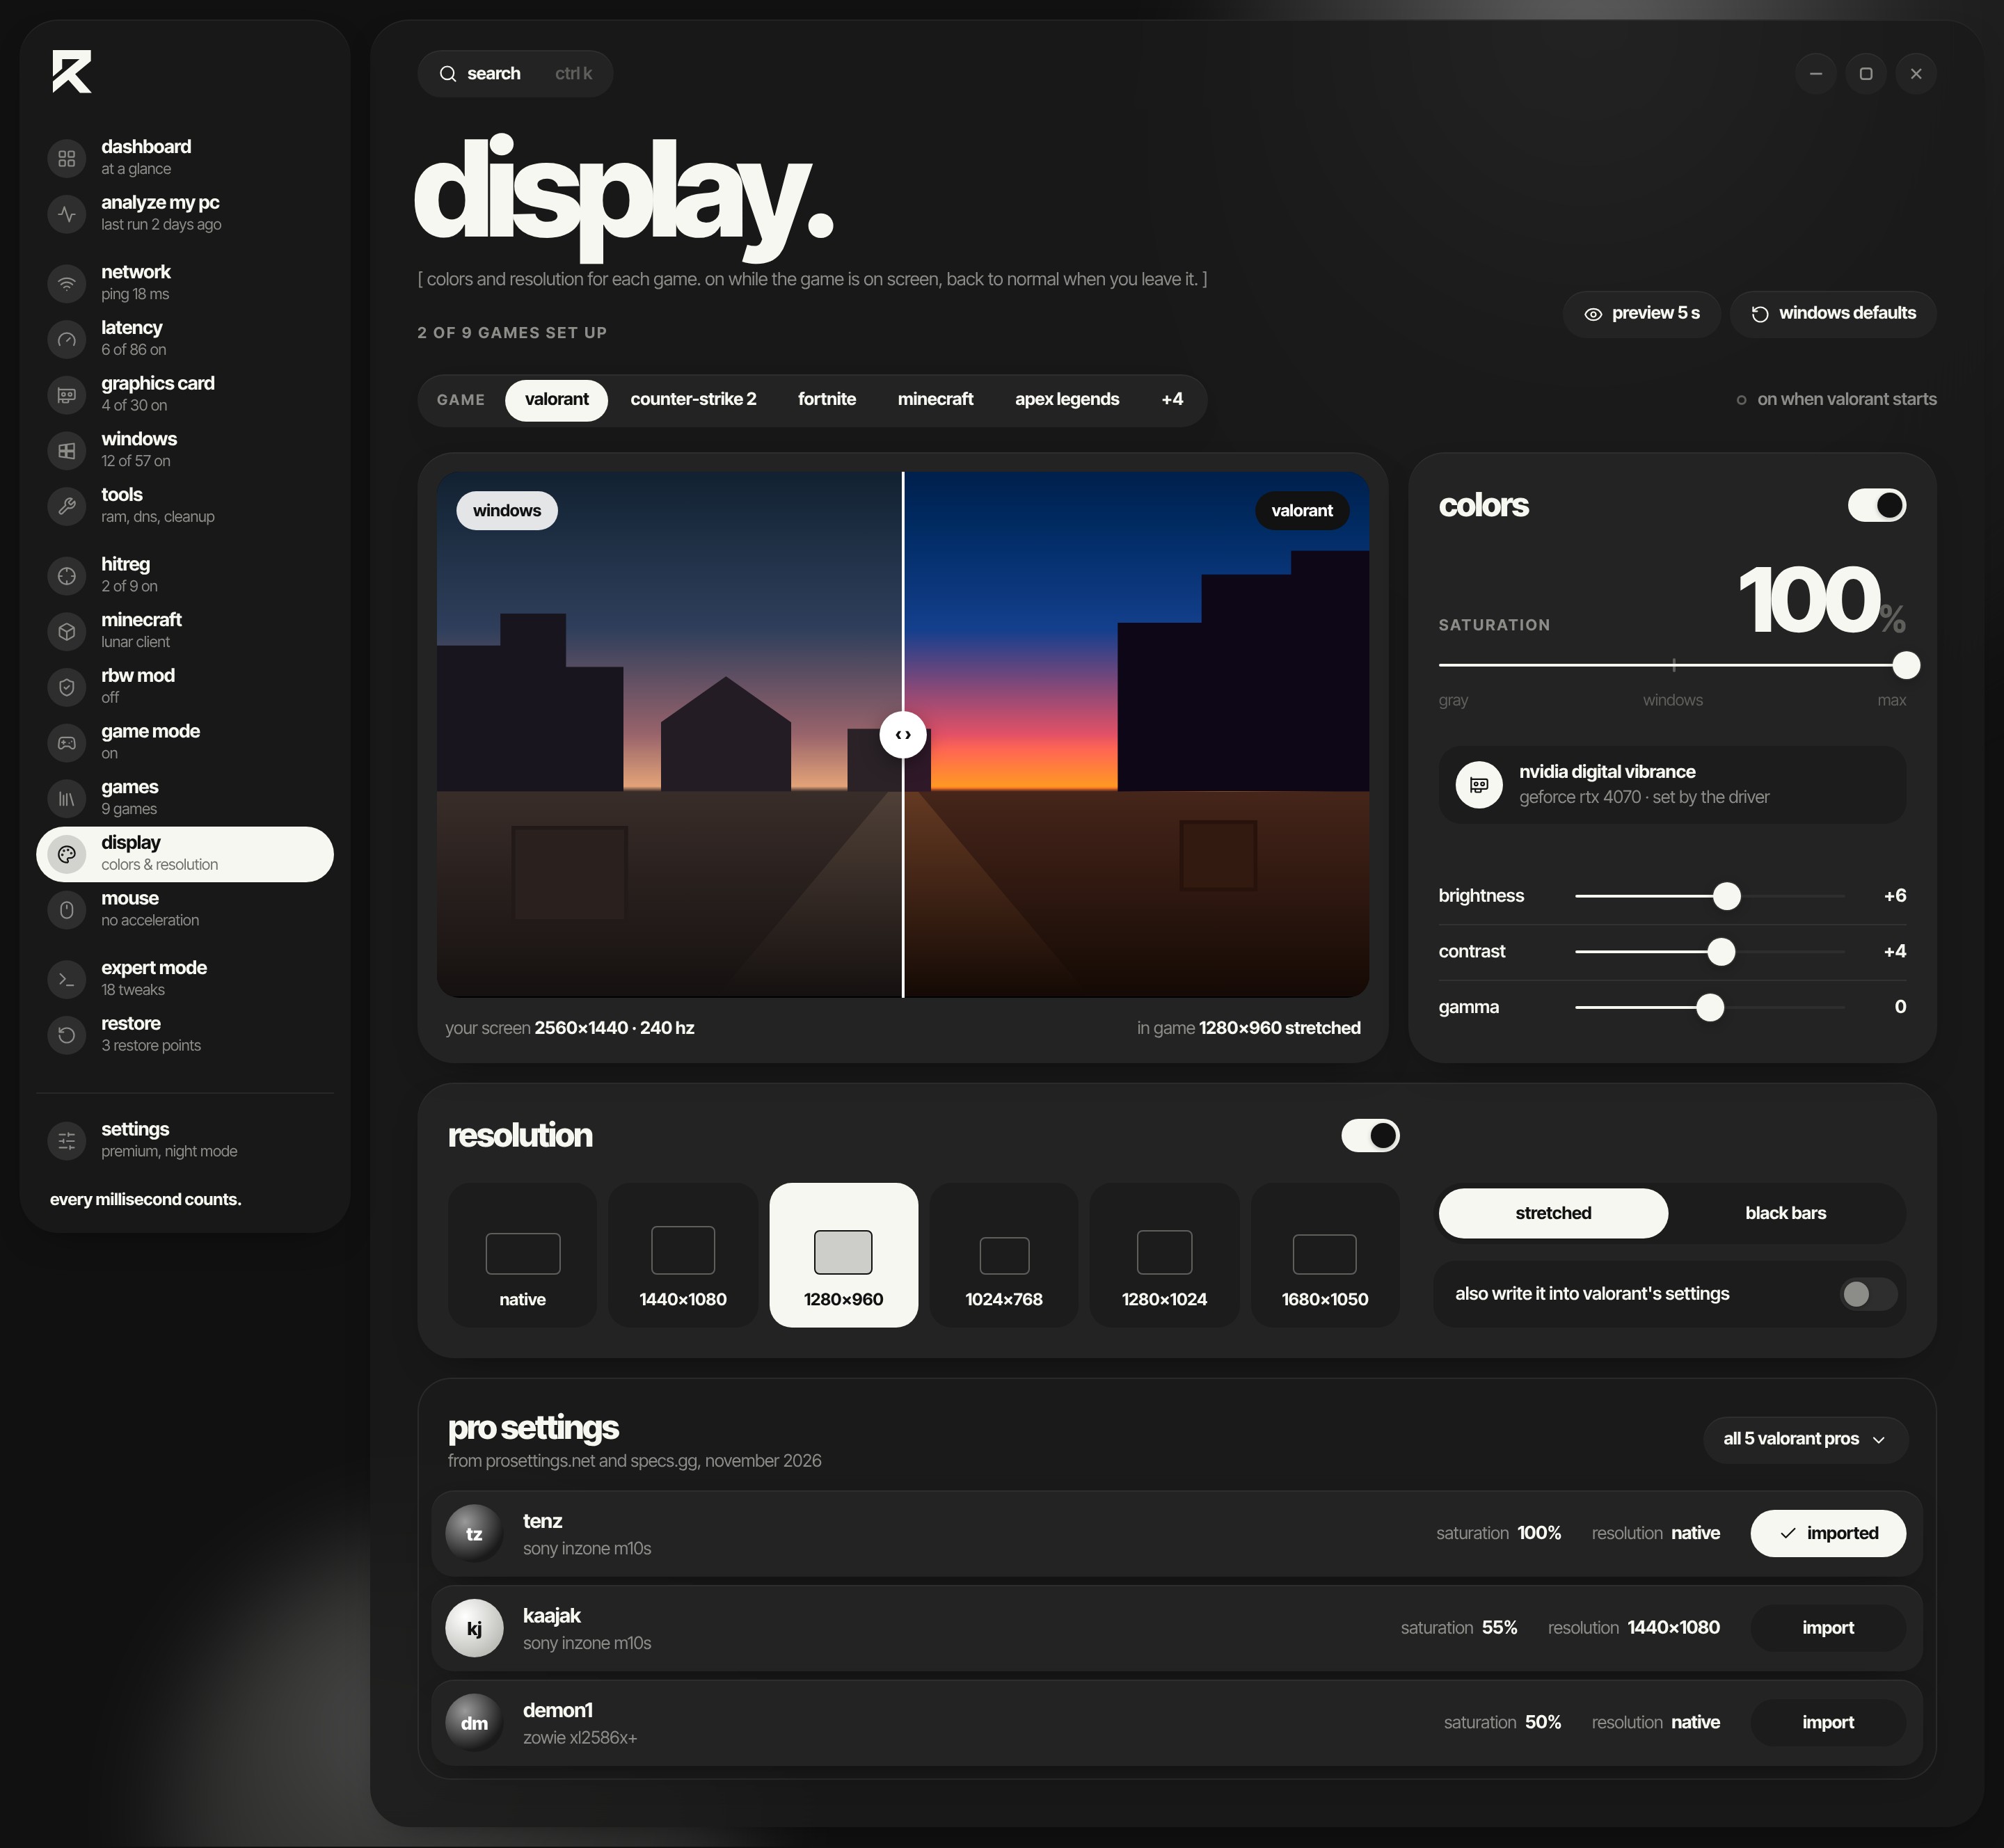 dashboard
at a glance
analyze my pc
last run 2 days ago
network
ping 18 ms
latency
6 of 86 on
graphics card
4 of 30 on
windows
12 of 57 on
tools
ram, dns, cleanup
hitreg
2 of 9 on
minecraft
lunar client
rbw mod
off
game mode
on
games
9 games
display
colors & resolution
mouse
no acceleration
expert mode
18 tweaks
restore
3 restore points
settings
premium, night mode
every millisecond counts.
search ctrl k
display.
[ colors and resolution for each game. on while the game is on screen, back to normal when you leave it. ]
2 OF 9 GAMES SET UP
preview 5 s
windows defaults
GAME valorant counter-strike 2 fortnite minecraft apex legends +4
on when valorant starts
windows
valorant
your screen 2560×1440 · 240 hz
in game 1280×960 stretched
colors
SATURATION 100%
gray windows max
nvidia digital vibrance
geforce rtx 4070 · set by the driver
brightness +6
contrast +4
gamma 0
resolution
native
1440×1080
1280×960
1024×768
1280×1024
1680×1050
stretched black bars
also write it into valorant's settings
pro settings
from prosettings.net and specs.gg, november 2026
all 5 valorant pros
tz
tenz
sony inzone m10s
saturation 100% resolution native
imported
kj
kaajak
sony inzone m10s
saturation 55% resolution 1440×1080
import
dm
demon1
zowie xl2586x+
saturation 50% resolution native
import